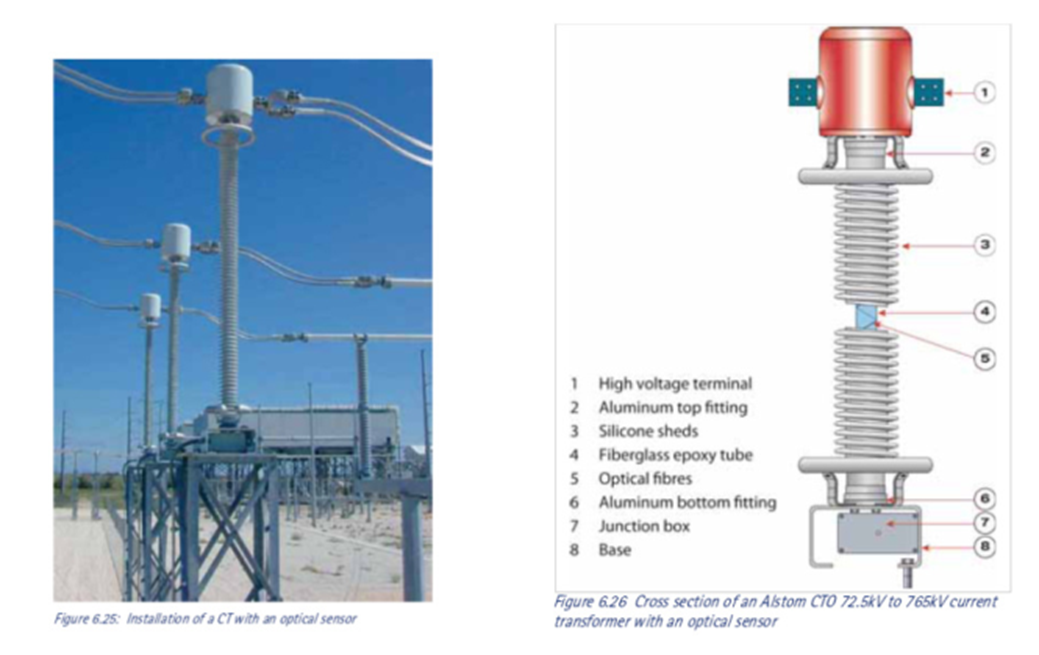 1
2
3
4
5
6
7
8
1 High voltage terminal
2 Aluminum top fitting
3 Silicone sheds
4 Fiberglass epoxy tube
5 Optical fibres
6 Aluminum bottom fitting
7 Junction box
8 Base
Figure 6.25: Installation of a CT with an optical sensor
Figure 6.26 Cross section of an Alstom CTO 72.5kV to 765kV current
transformer with an optical sensor